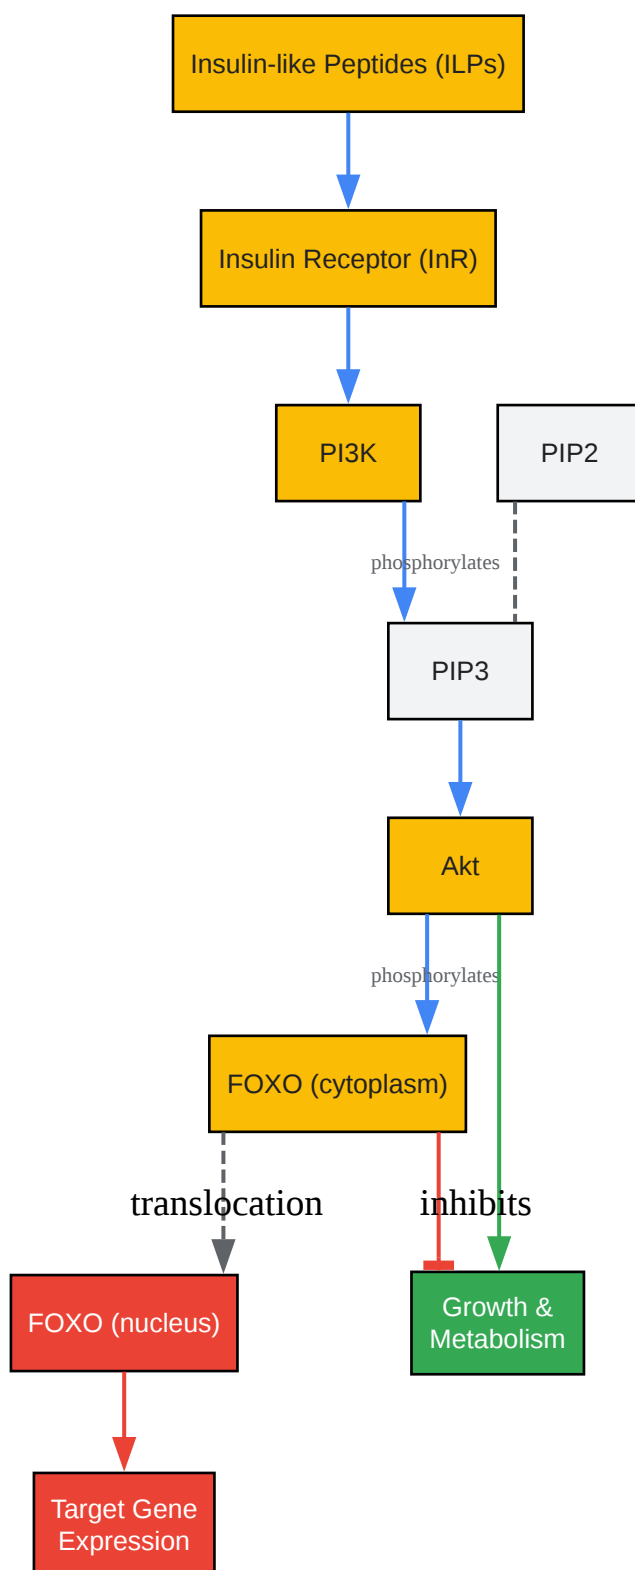 Insulin-like Peptides (ILPs)
Insulin Receptor (InR)
PI3K
PIP2
phosphorylates
PIP3
Akt
phosphorylates
FOXO (cytoplasm)
translocation
inhibits
FOXO (nucleus)
Growth &
Metabolism
Target Gene
Expression